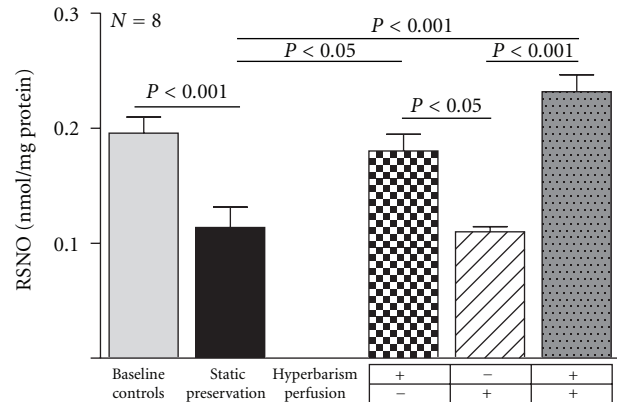 0.3
N = 8
P < 0.001
P < 0.05
P < 0.001
P < 0.001
P < 0.05
0.2
0.1
RSNO (nmol/mg protein)
Baseline controls
Static preservation
Hyperbarism + − +
perfusion − + +